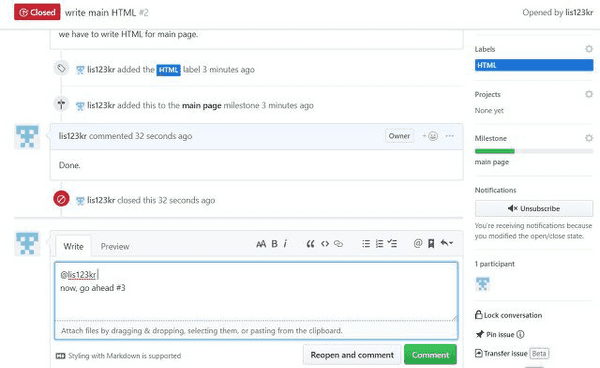 Closed write main HTML #2 Opened by lis123kr
we have to write HTML for main page.
lis123kr added the HTML label 3 minutes ago
lis123kr added this to the main page milestone 3 minutes ago
lis123kr commented 32 seconds ago Owner
Done.
lis123kr closed this 32 seconds ago
Write Preview AA B i
@lis123kr
now, go ahead #3
Attach files by dragging & dropping, selecting them, or pasting from the clipboard.
Styling with Markdown is supported
Reopen and comment Comment
Labels
HTML
Projects
None yet
Milestone
main page
Notifications
Unsubscribe
You're receiving notifications because
you modified the open/close state.
1 participant
Lock conversation
Pin issue
Transfer issue Beta